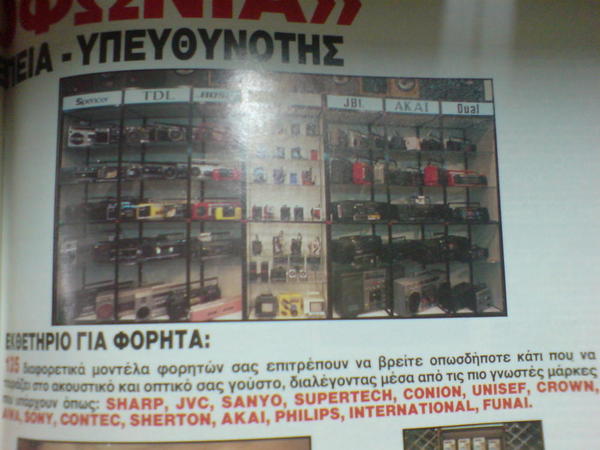 ΦΩΝΙΑ»
- ΥΠΕΥΘΥΝΟΤΗΣ
Spencer TDL BOSE JBL AKAI Dual
ΕΚΘΕΤΗΡΙΟ ΓΙΑ ΦΟΡΗΤΑ:
135 διαφορετικά μοντέλα φορητών σας επιτρέπουν να βρείτε οπωσδήποτε κάτι που να
ταιριάζει στο ακουστικό και οπτικό σας γούστο, διαλέγοντας μέσα από τις πιο γνωστές μάρκες
που υπάρχουν όπως: SHARP, JVC, SANYO, SUPERTECH, CONION, UNISEF, CROWN,
AIWA, SONY, CONTEC, SHERTON, AKAI, PHILIPS, INTERNATIONAL, FUNAI.